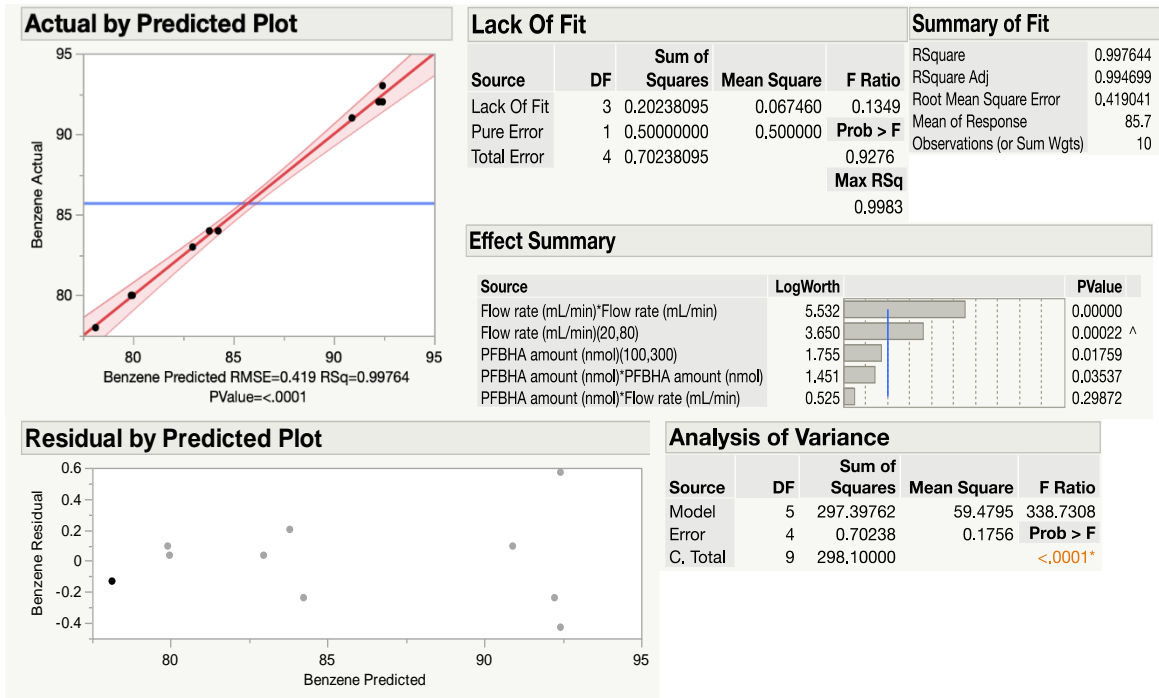 Actual by Predicted Plot
95
90
85
80
Benzene Actual
80 85 90 95
Benzene Predicted RMSE=0.419 RSq=0.99764
PValue=<.0001
Lack Of Fit
Sum of
Source DF Squares Mean Square F Ratio
Lack Of Fit 3 0.20238095 0.067460 0.1349
Pure Error 1 0.50000000 0.500000 Prob > F
Total Error 4 0.70238095 0.9276
Max RSq
0.9983
Summary of Fit
RSquare 0.997644
RSquare Adj 0.994699
Root Mean Square Error 0.419041
Mean of Response 85.7
Observations (or Sum Wgts) 10
Effect Summary
Source LogWorth PValue
Flow rate (mL/min)*Flow rate (mL/min) 5.532 0.00000
Flow rate (mL/min)(20,80) 3.650 0.00022 ^
PFBHA amount (nmol)(100,300) 1.755 0.01759
PFBHA amount (nmol)*PFBHA amount (nmol) 1.451 0.03537
PFBHA amount (nmol)*Flow rate (mL/min) 0.525 0.29872
Residual by Predicted Plot
0.6
0.4
0.2
0
-0.2
-0.4
Benzene Residual
80 85 90 95
Benzene Predicted
Analysis of Variance
Sum of
Source DF Squares Mean Square F Ratio
Model 5 297.39762 59.4795 338.7308
Error 4 0.70238 0.1756 Prob > F
C. Total 9 298.10000 <.0001*